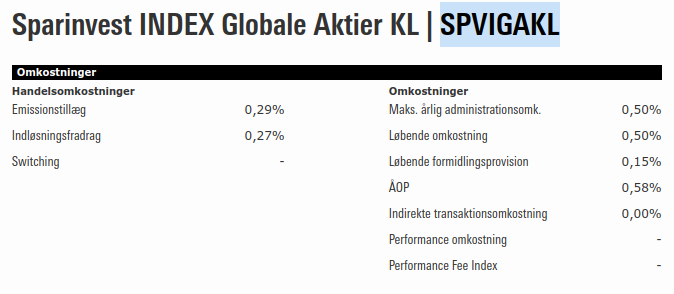 Sparinvest INDEX Globale Aktier KL | SPVIGAKL
Omkostninger
Handelsomkostninger
Emissionstillæg 0,29%
Indløsningsfradrag 0,27%
Switching -
Omkostninger
Maks. årlig administrationsomk. 0,50%
Løbende omkostning 0,50%
Løbende formidlingsprovision 0,15%
ÅOP 0,58%
Indirekte transaktionsomkostning 0,00%
Performance omkostning -
Performance Fee Index -